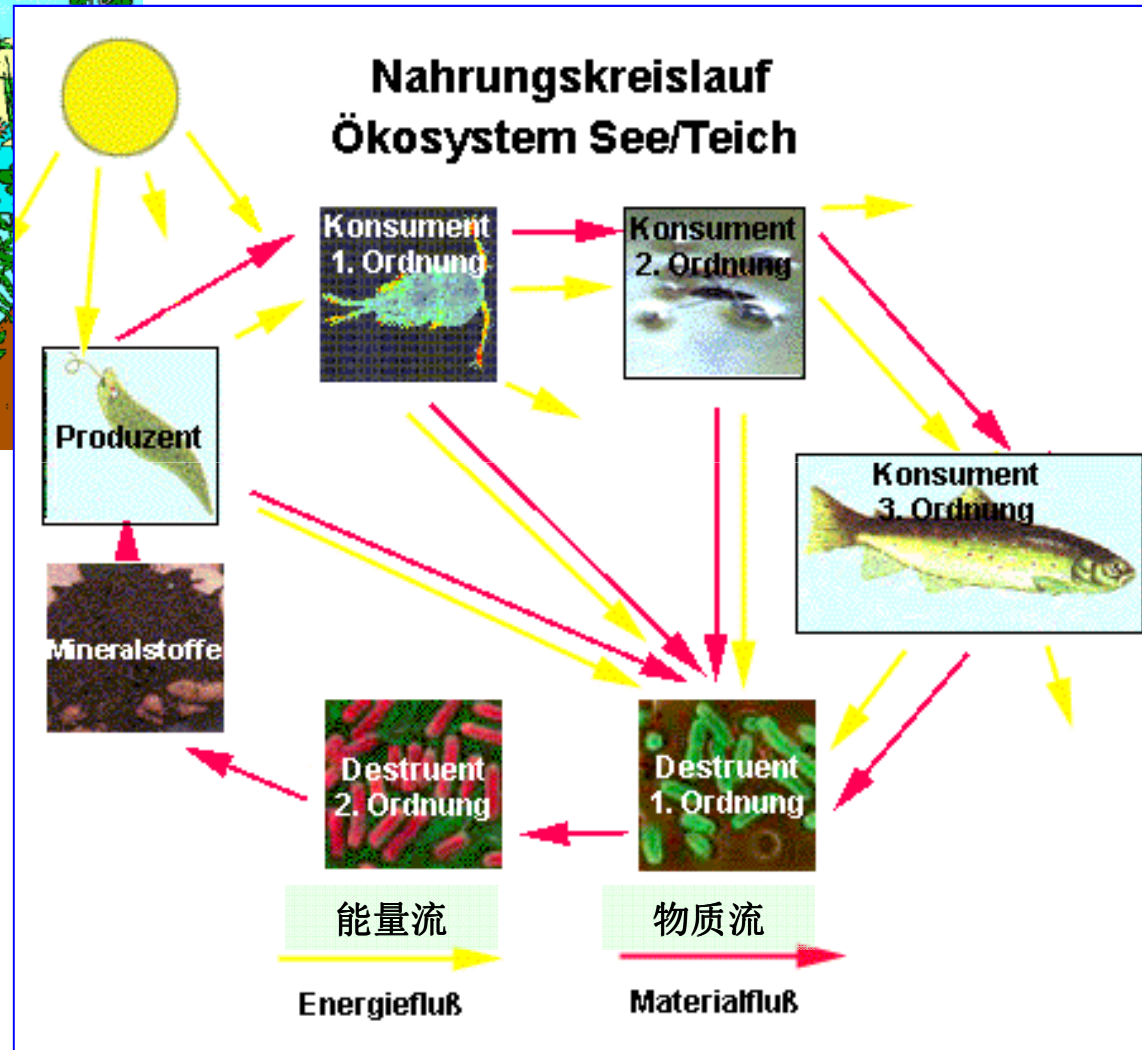 Nahrungskreislauf
Ökosystem See/Teich
Konsument
1. Ordnung
Konsument
2. Ordnung
Produzent
Konsument
3. Ordnung
Mineralstoffe
Destruent
2. Ordnung
Destruent
1. Ordnung
能量流
物质流
Energiefluß
Materialfluß